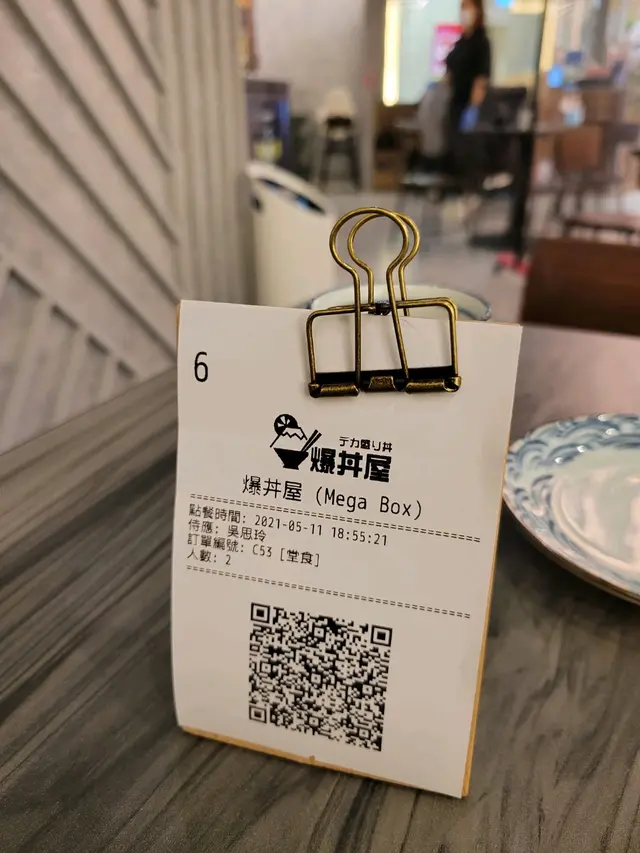 6
デカ盛り丼
爆丼屋
爆丼屋 (Mega Box)
點餐時間: 2021-05-11 18:55:21
侍應: 吳思玲
訂單編號: C53 [堂食]
人數: 2